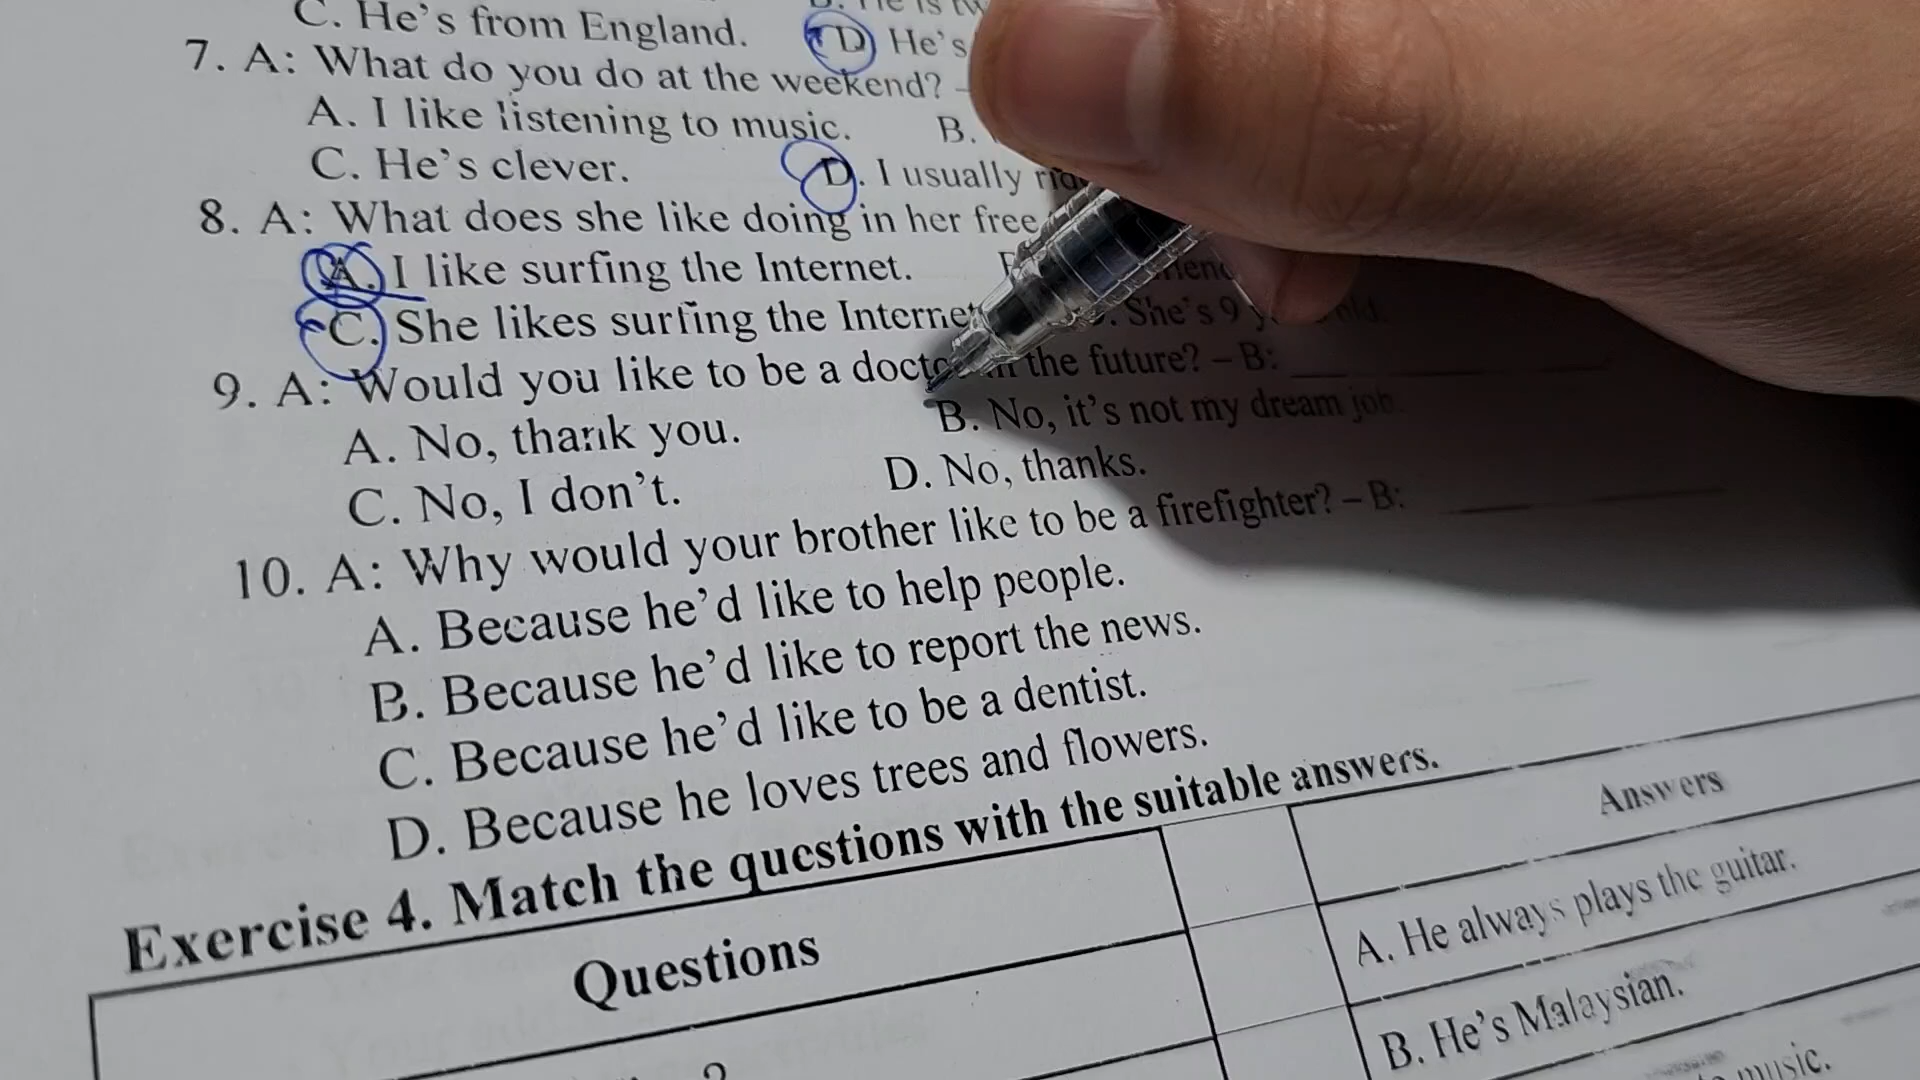 C. He's from England. D He's
7. A: What do you do at the weekend? –
A. I like listening to music. B.
C. He's clever. D. I usually
8. A: What does she like doing in her free
A. I like surfing the Internet.
C. She likes surfing the Internet She's 9
9. A: Would you like to be a doctor in the future? – B: ____
A. No, thank you. B. No, it's not my dream job.
C. No, I don't. D. No, thanks.
10. A: Why would your brother like to be a firefighter? – B: ____
A. Because he'd like to help people.
B. Because he'd like to report the news.
C. Because he'd like to be a dentist.
D. Because he loves trees and flowers.
Exercise 4. Match the questions with the suitable answers.
Questions Answers
A. He always plays the guitar.
B. He's Malaysian.
music.